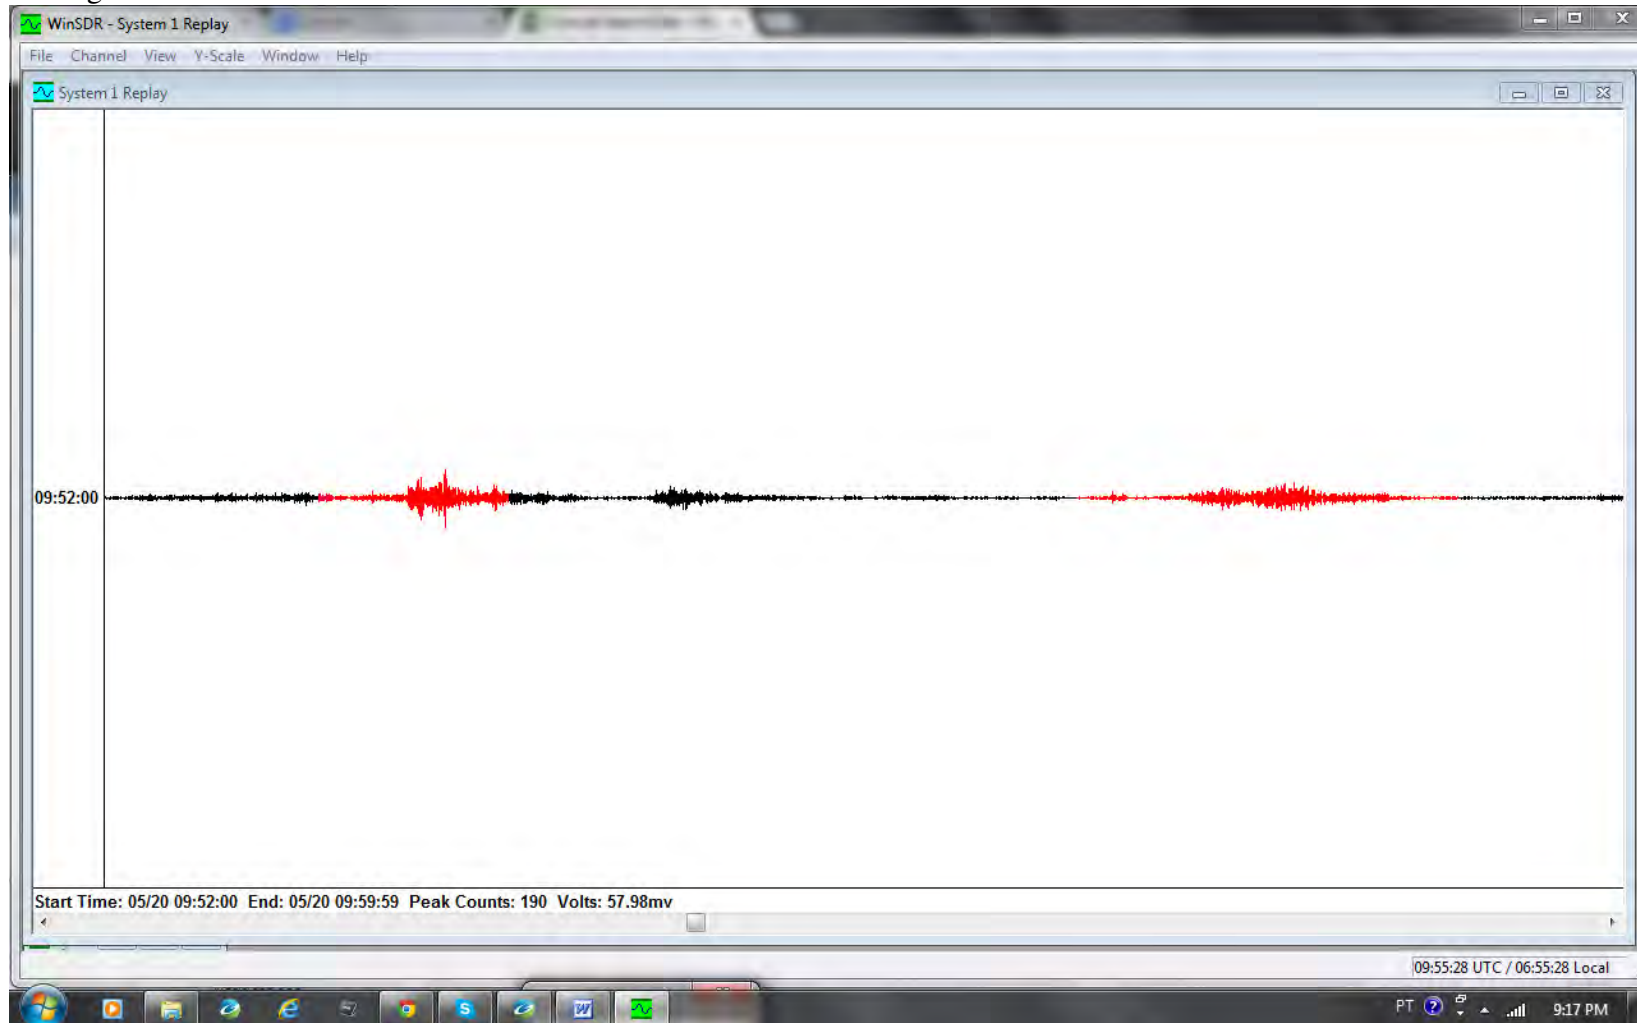 WinSDR - System 1 Replay
File Channel View Y-Scale Window Help
System 1 Replay
09:52:00
Start Time: 05/20 09:52:00 End: 05/20 09:59:59 Peak Counts: 190 Volts: 57.98mv
09:55:28 UTC / 06:55:28 Local
PT 9:17 PM